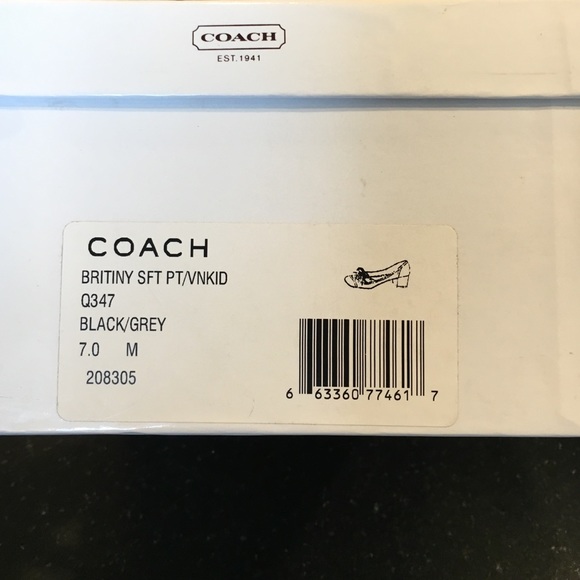 COACH
EST. 1941
COACH
BRITINY SFT PT/VNKID
Q347
BLACK/GREY
7.0 M
208305
6 63360 77461 7